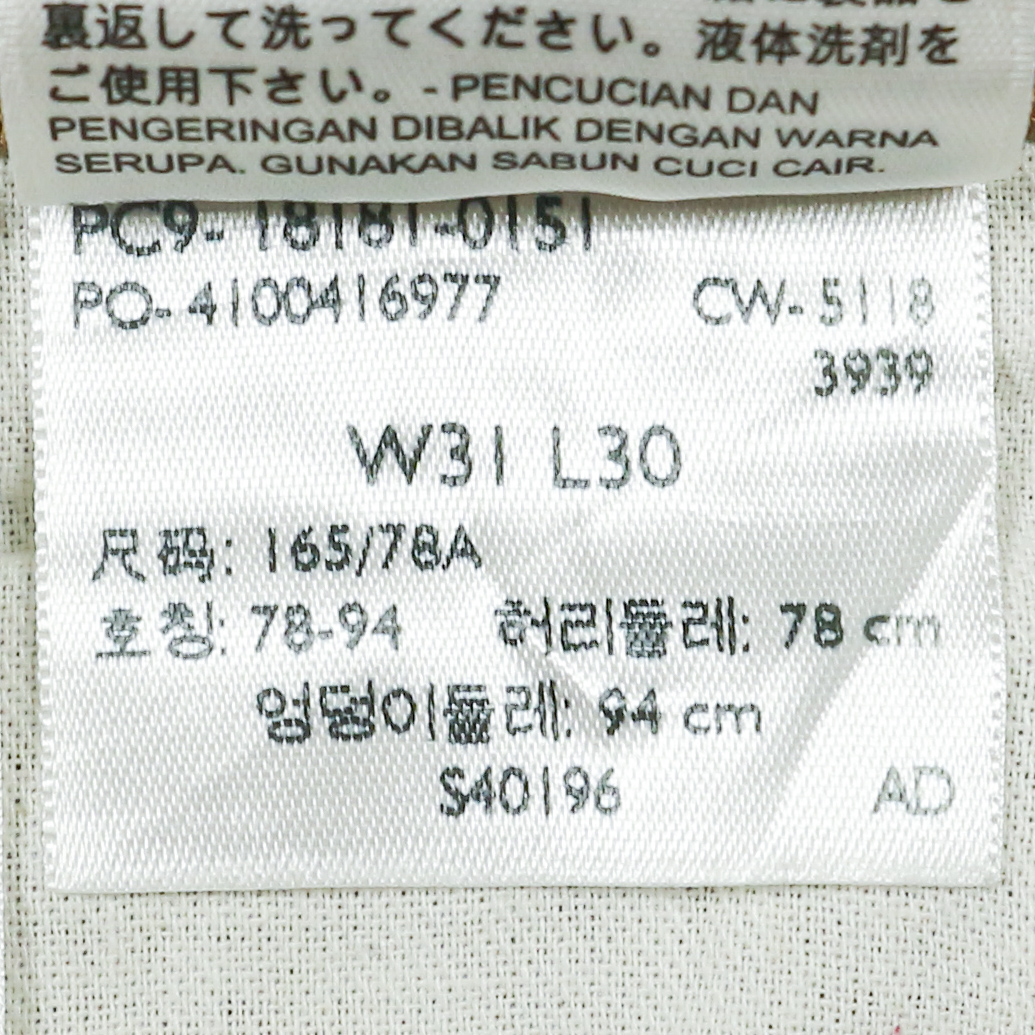 裏返して洗ってください。液体洗剤を
ご使用下さい。- PENCUCIAN DAN
PENGERINGAN DIBALIK DENGAN WARNA
SERUPA. GUNAKAN SABUN CUCI CAIR.
PC9- 18181-0151
PO- 4100416977 CW- 5118
3939
W31 L30
尺码: 165/78A
호칭: 78-94 허리둘레: 78 cm
엉덩이둘레: 94 cm
S40196 AD